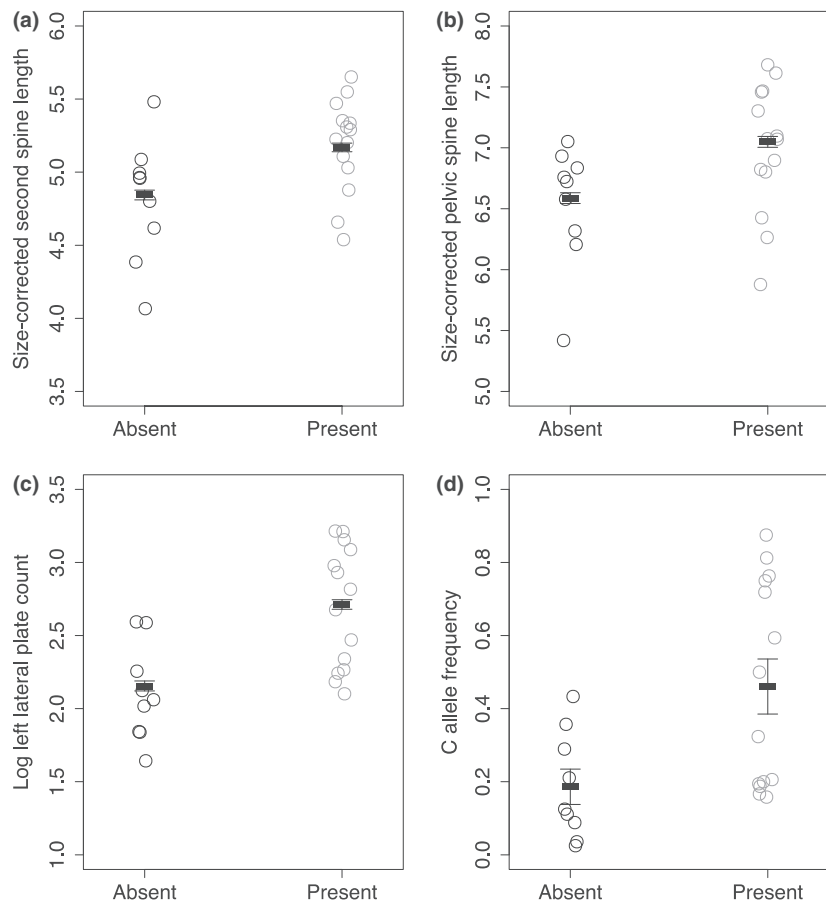 (a)
Size-corrected second spine length
6.0
5.5
5.0
4.5
4.0
3.5
Absent Present
(b)
Size-corrected pelvic spine length
8.0
7.5
7.0
6.5
6.0
5.5
5.0
Absent Present
(c)
Log left lateral plate count
3.5
3.0
2.5
2.0
1.5
1.0
Absent Present
(d)
C allele frequency
1.0
0.8
0.6
0.4
0.2
0.0
Absent Present